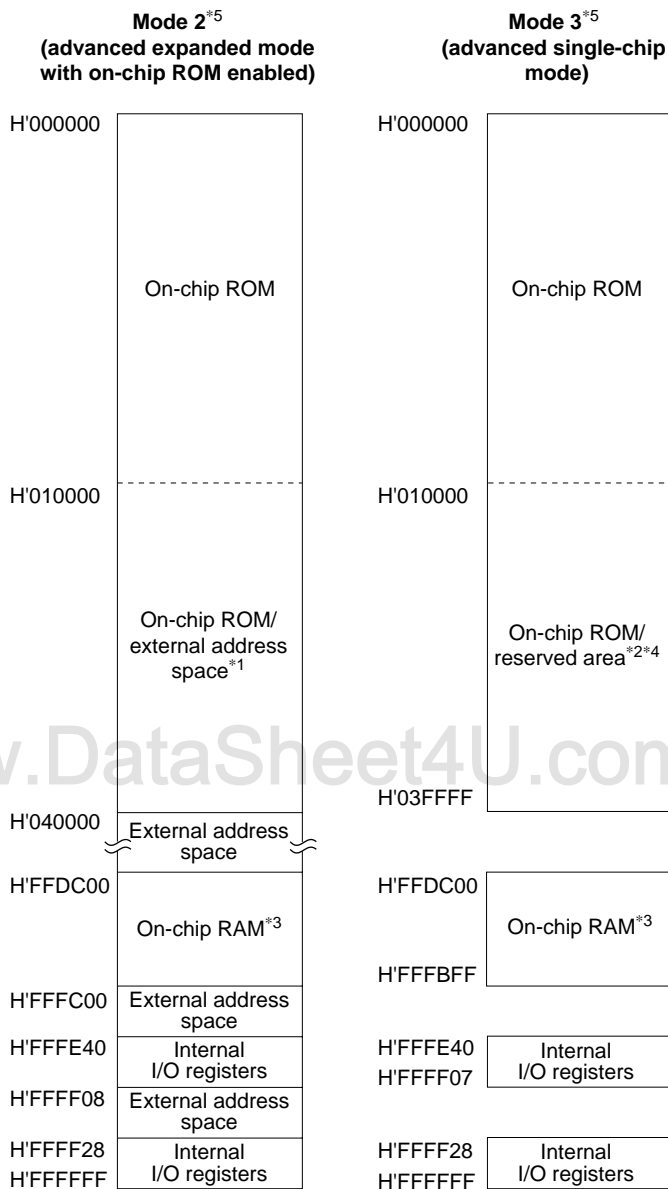 Mode 2*5
(advanced expanded mode
with on-chip ROM enabled)
H'000000
On-chip ROM
H'010000
On-chip ROM/
external address
space*1
H'040000
External address
space
H'FFDC00
On-chip RAM*3
H'FFFC00
External address
space
H'FFFE40
Internal
I/O registers
H'FFFF08
External address
space
H'FFFF28
Internal
I/O registers
H'FFFFFF
Mode 3*5
(advanced single-chip
mode)
H'000000
On-chip ROM
H'010000
On-chip ROM/
reserved area*2*4
H'03FFFF
H'FFDC00
On-chip RAM*3
H'FFFBFF
H'FFFE40
Internal
I/O registers
H'FFFF07
H'FFFF28
Internal
I/O registers
H'FFFFFF
w.DataSheet4U.com